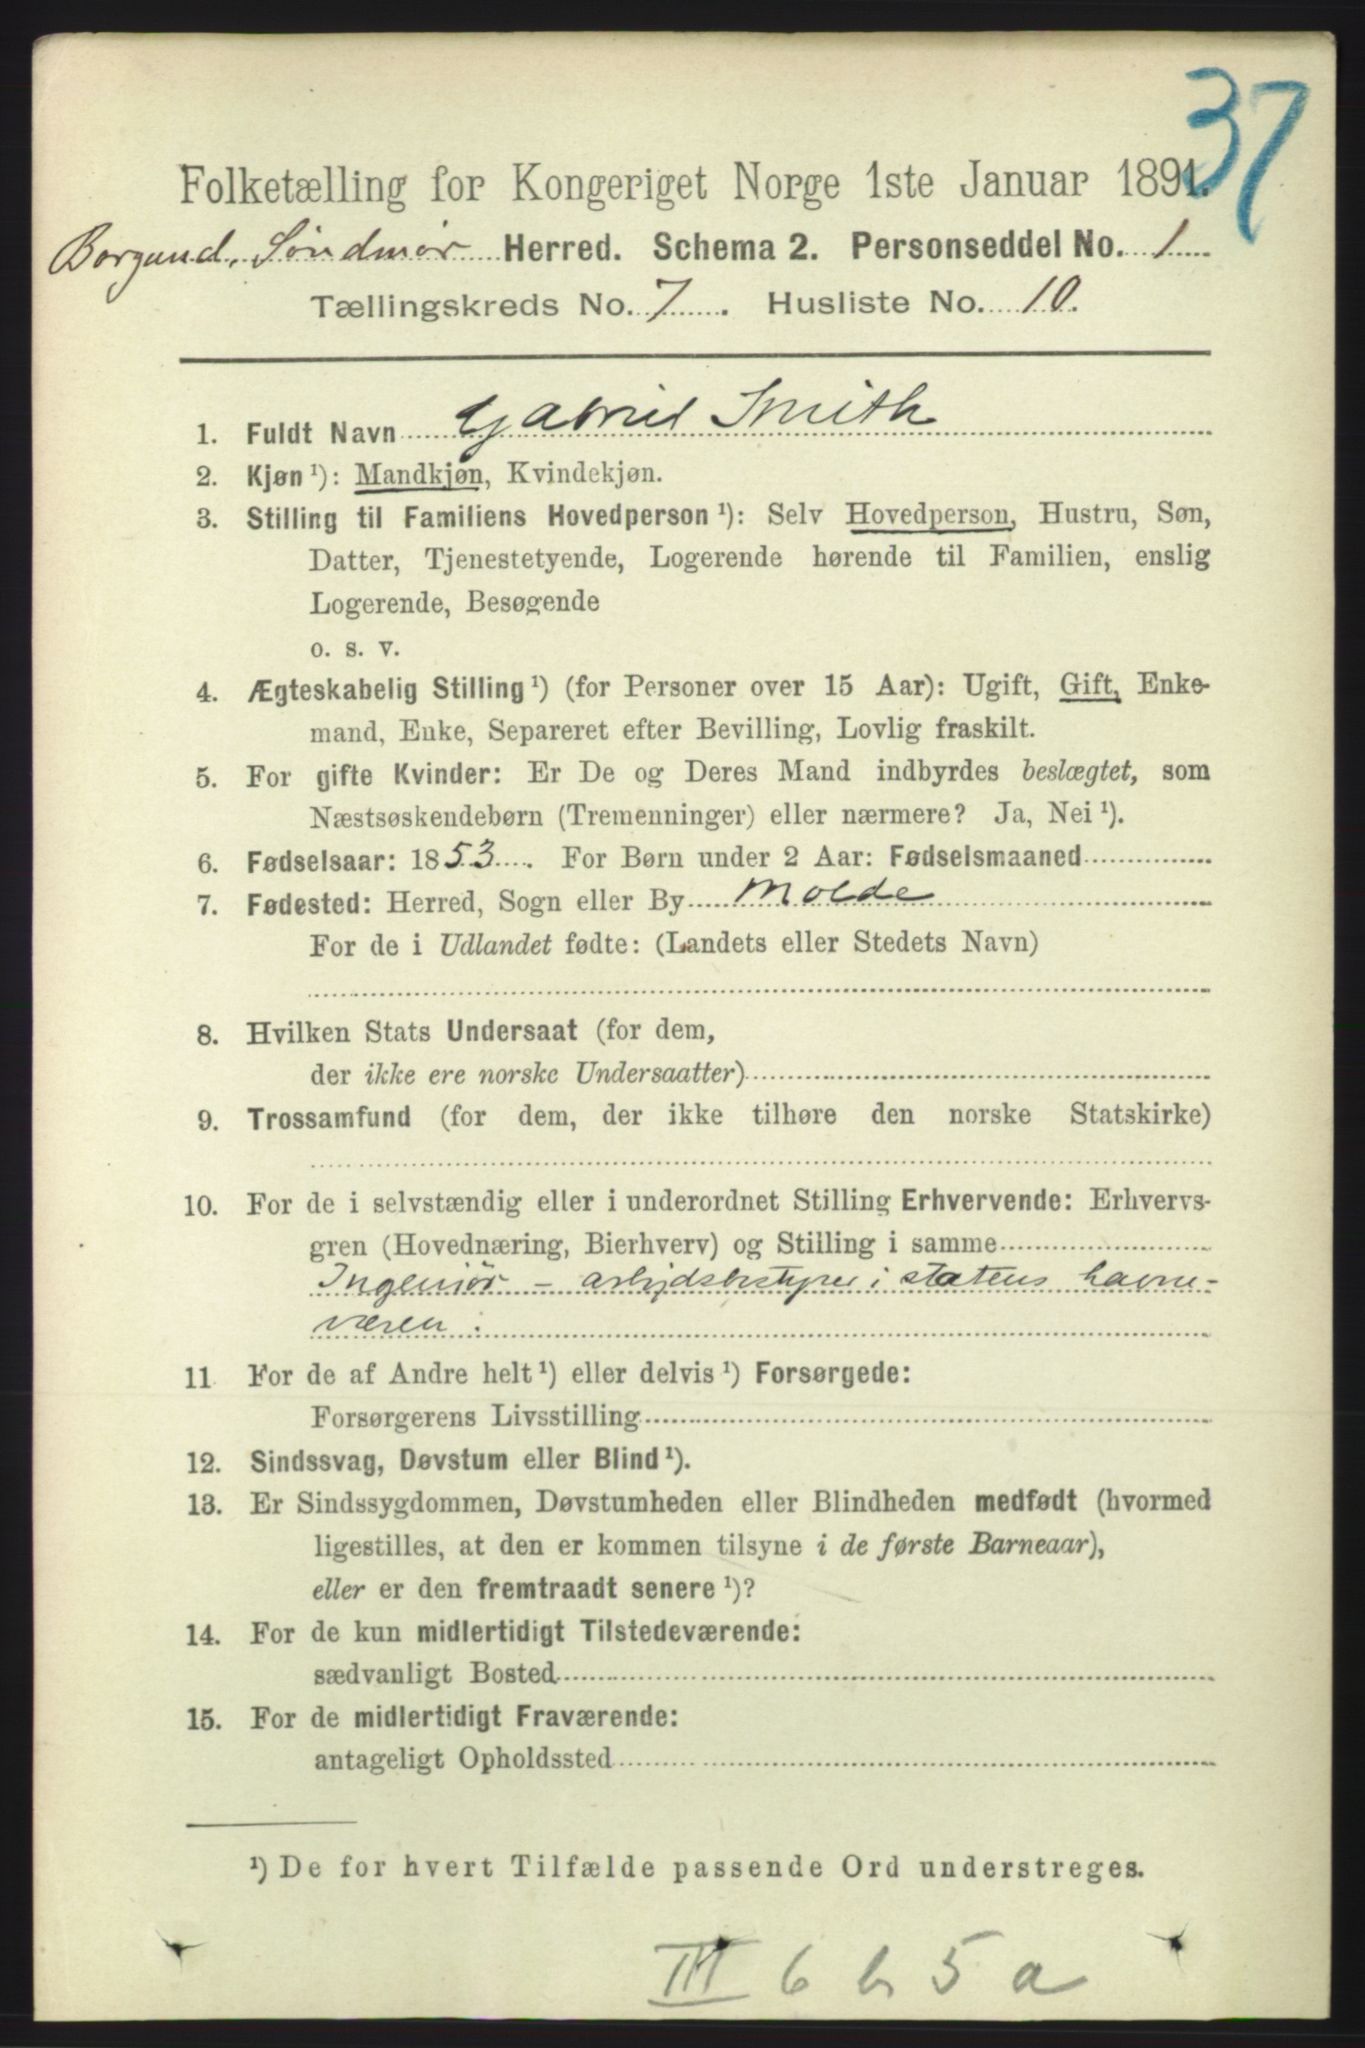 37
Folketælling for Kongeriget Norge 1ste Januar 1891.
Borgund, Søndmør Herred. Schema 2. Personseddel No. 1
Tællingskreds No. 7. Husliste No. 10.
1. Fuldt Navn Gabriel Smith
2. Kjøn ¹): Mandkjøn, Kvindekjøn.
3. Stilling til Familiens Hovedperson ¹): Selv Hovedperson, Hustru, Søn,
Datter, Tjenestetyende, Logerende hørende til Familien, enslig
Logerende, Besøgende
o. s. v.
4. Ægteskabelig Stilling ¹) (for Personer over 15 Aar): Ugift, Gift, Enke-
mand, Enke, Separeret efter Bevilling, Lovlig fraskilt.
5. For gifte Kvinder: Er De og Deres Mand indbyrdes beslægtet, som
Næstsøskendebørn (Tremenninger) eller nærmere? Ja, Nei ¹).
6. Fødselsaar: 1853. For Børn under 2 Aar: Fødselsmaaned
7. Fødested: Herred, Sogn eller By Molde
For de i Udlandet fødte: (Landets eller Stedets Navn)
8. Hvilken Stats Undersaat (for dem,
der ikke ere norske Undersaatter)
9. Trossamfund (for dem, der ikke tilhøre den norske Statskirke)
10. For de i selvstændig eller i underordnet Stilling Erhvervende: Erhvervs-
gren (Hovednæring, Bierhverv) og Stilling i samme
Ingeniør - arbejdsbestyrer i statens havne-
væsen.
11 For de af Andre helt ¹) eller delvis ¹) Forsørgede:
Forsørgerens Livsstilling
12. Sindssvag, Døvstum eller Blind ¹).
13. Er Sindssygdommen, Døvstumheden eller Blindheden medfødt (hvormed
ligestilles, at den er kommen tilsyne i de første Barneaar),
eller er den fremtraadt senere ¹)?
14. For de kun midlertidigt Tilstedeværende:
sædvanligt Bosted
15. For de midlertidigt Fraværende:
antageligt Opholdssted
¹) De for hvert Tilfælde passende Ord understreges.
III 6 b 5 a